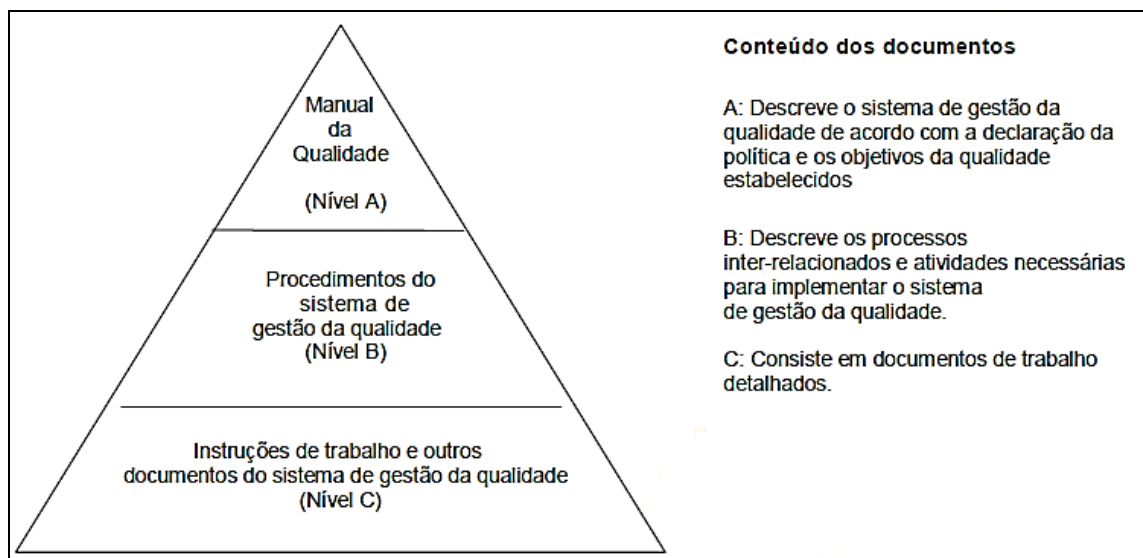 Manual
da
Qualidade
(Nível A)
Procedimentos do
sistema de
gestão da qualidade
(Nível B)
Instruções de trabalho e outros
documentos do sistema de gestão da qualidade
(Nível C)
Conteúdo dos documentos
A: Descreve o sistema de gestão da
qualidade de acordo com a declaração da
política e os objetivos da qualidade
estabelecidos
B: Descreve os processos
inter-relacionados e atividades necessárias
para implementar o sistema
de gestão da qualidade.
C: Consiste em documentos de trabalho
detalhados.